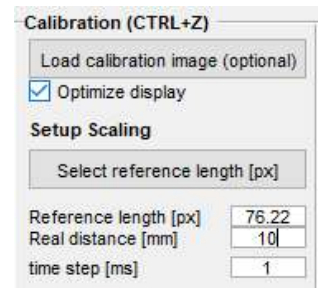 Calibration (CTRL+Z)
Load calibration image (optional)
Optimize display
Setup Scaling
Select reference length [px]
Reference length [px] 76.22
Real distance [mm] 10
time step [ms] 1